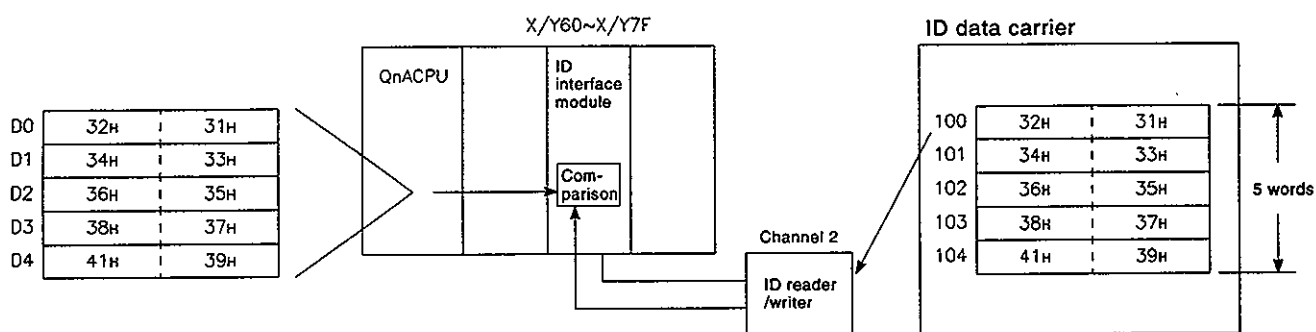 X/Y60~X/Y7F
ID data carrier
QnACPU
ID
interface
module
D0 32H 31H
D1 34H 33H
D2 36H 35H
D3 38H 37H
D4 41H 39H
Com-
parison
100 32H 31H
101 34H 33H
102 36H 35H
103 38H 37H
104 41H 39H
5 words
Channel 2
ID reader
/writer